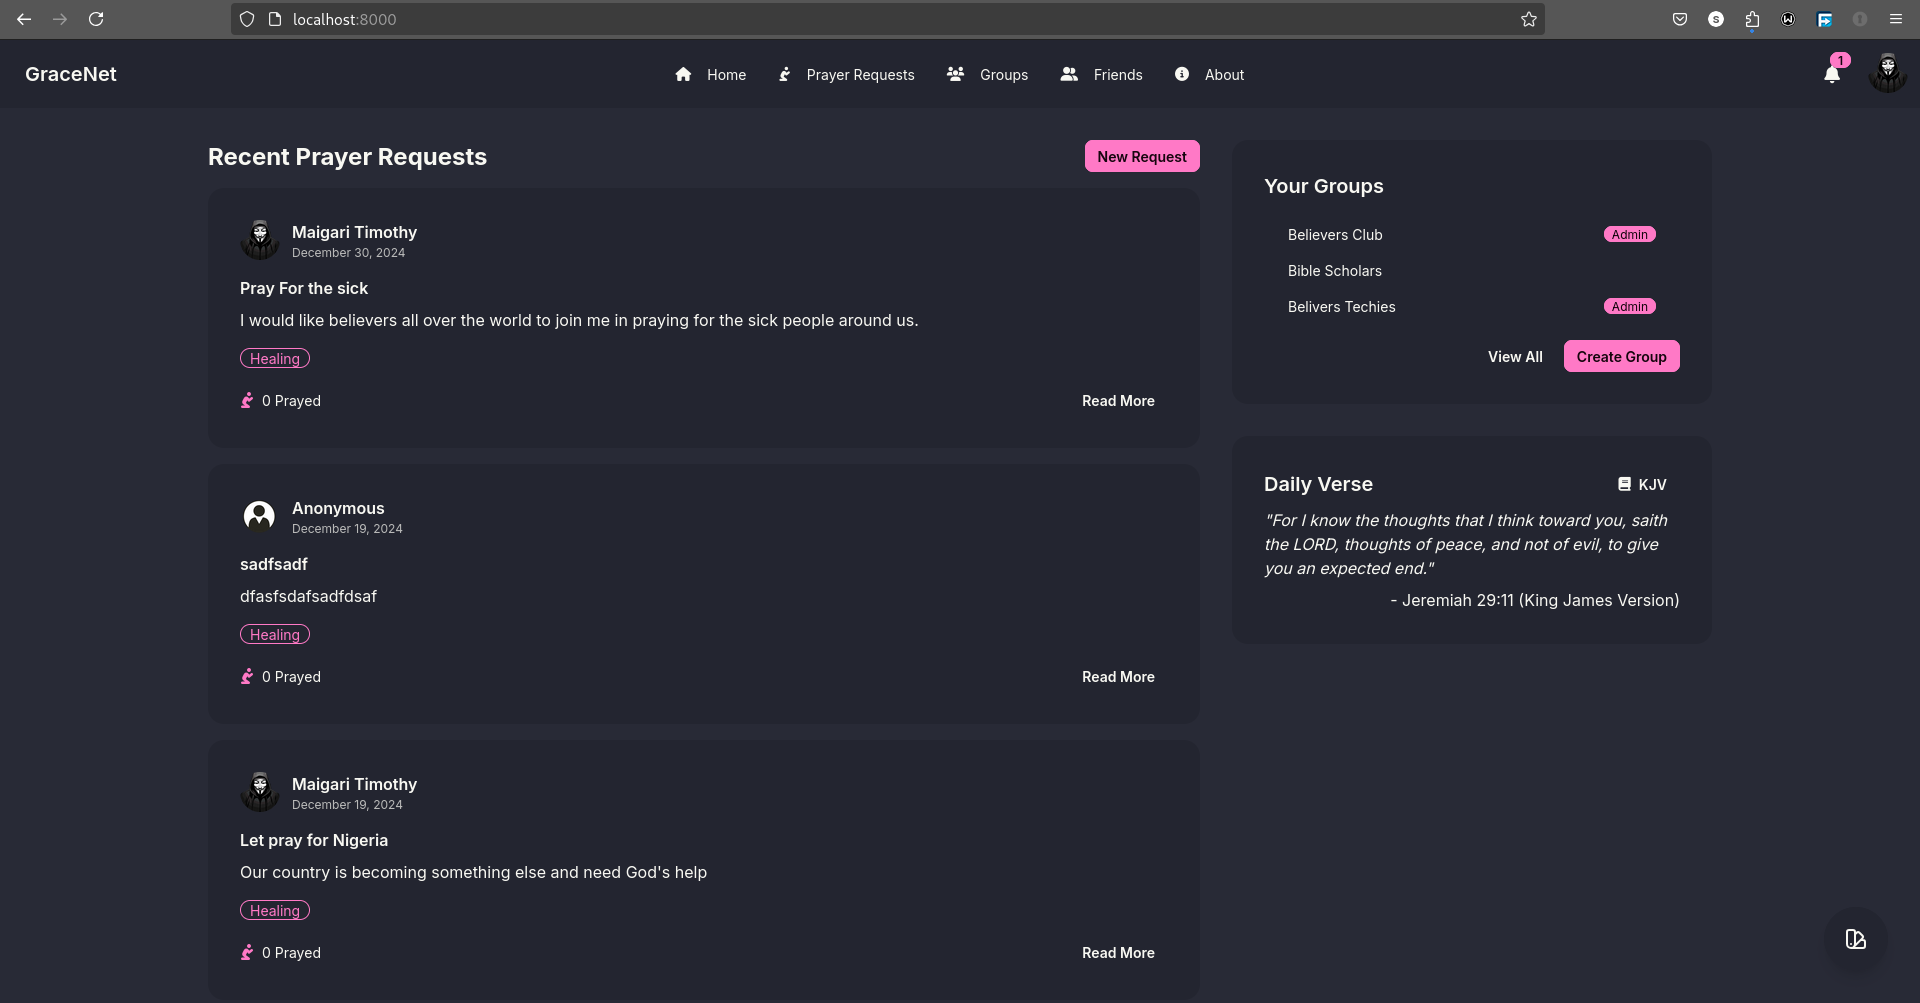 localhost:8000
S
GraceNet
Home
Prayer Requests
Groups
Friends
About
1
Recent Prayer Requests
New Request
Maigari Timothy
December 30, 2024
Pray For the sick
I would like believers all over the world to join me in praying for the sick people around us.
Healing
0 Prayed
Read More
Anonymous
December 19, 2024
sadfsadf
dfasfsdafsadfdsaf
Healing
0 Prayed
Read More
Maigari Timothy
December 19, 2024
Let pray for Nigeria
Our country is becoming something else and need God's help
Healing
0 Prayed
Read More
Your Groups
Believers Club
Admin
Bible Scholars
Belivers Techies
Admin
View All
Create Group
Daily Verse
KJV
"For I know the thoughts that I think toward you, saith
the LORD, thoughts of peace, and not of evil, to give
you an expected end."
- Jeremiah 29:11 (King James Version)